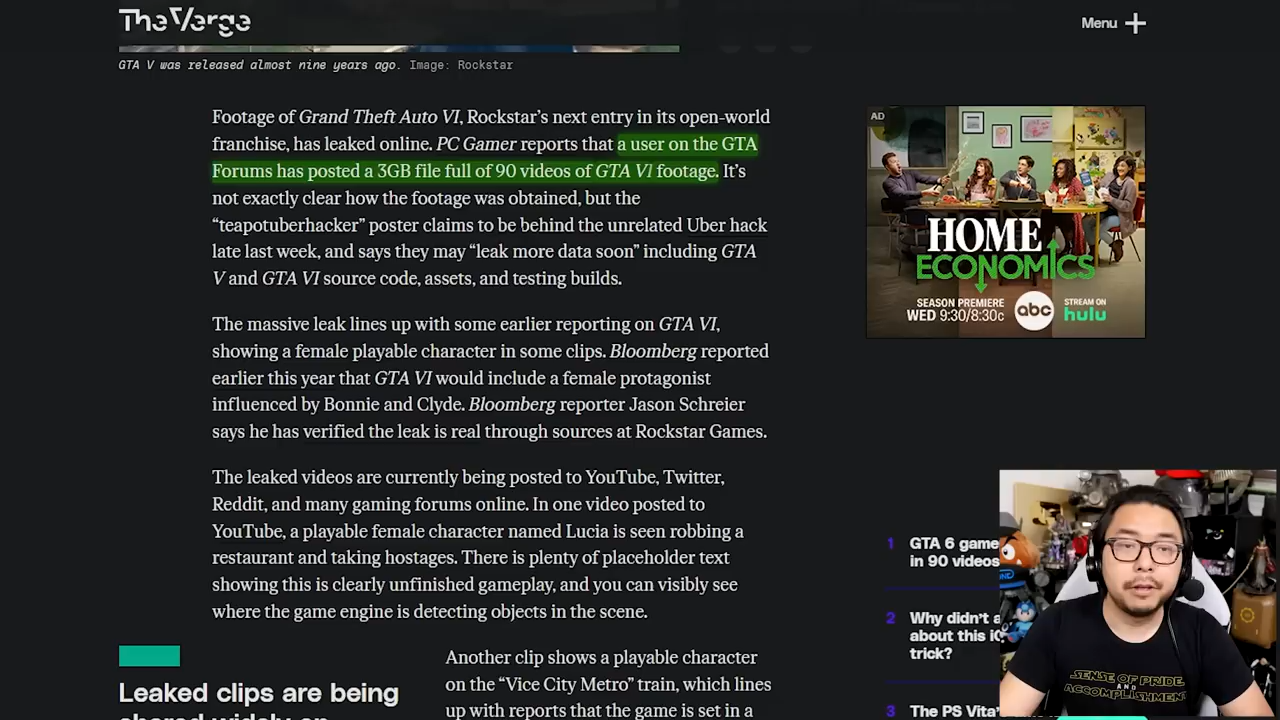 The Verge
Menu
GTA V was released almost nine years ago. Image: Rockstar
Footage of Grand Theft Auto VI, Rockstar’s next entry in its open-world
franchise, has leaked online. PC Gamer reports that a user on the GTA
Forums has posted a 3GB file full of 90 videos of GTA VI footage. It’s
not exactly clear how the footage was obtained, but the
“teapotuberhacker” poster claims to be behind the unrelated Uber hack
late last week, and says they may “leak more data soon” including GTA
V and GTA VI source code, assets, and testing builds.
The massive leak lines up with some earlier reporting on GTA VI,
showing a female playable character in some clips. Bloomberg reported
earlier this year that GTA VI would include a female protagonist
influenced by Bonnie and Clyde. Bloomberg reporter Jason Schreier
says he has verified the leak is real through sources at Rockstar Games.
The leaked videos are currently being posted to YouTube, Twitter,
Reddit, and many gaming forums online. In one video posted to
YouTube, a playable female character named Lucia is seen robbing a
restaurant and taking hostages. There is plenty of placeholder text
showing this is clearly unfinished gameplay, and you can visibly see
where the game engine is detecting objects in the scene.
Another clip shows a playable character
on the “Vice City Metro” train, which lines
up with reports that the game is set in a
Leaked clips are being
shared widely on
AD
HOME
ECONOMICS
SEASON PREMIERE
WED 9:30/8:30c
abc
STREAM ON
hulu
1 GTA 6 game
in 90 videos
2 Why didn’t a
about this iO
trick?
3 The PS Vita’
SENSE OF PRIDE
AND
ACCOMPLISHMENT